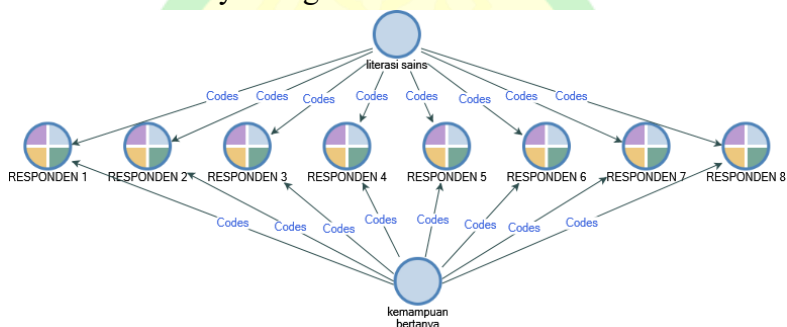 literasi sains
Codes Codes Codes Codes Codes Codes Codes Codes
RESPONDEN 1 RESPONDEN 2 RESPONDEN 3 RESPONDEN 4 RESPONDEN 5 RESPONDEN 6 RESPONDEN 7 RESPONDEN 8
Codes Codes Codes Codes Codes Codes Codes Codes
kemampuan
bertanya